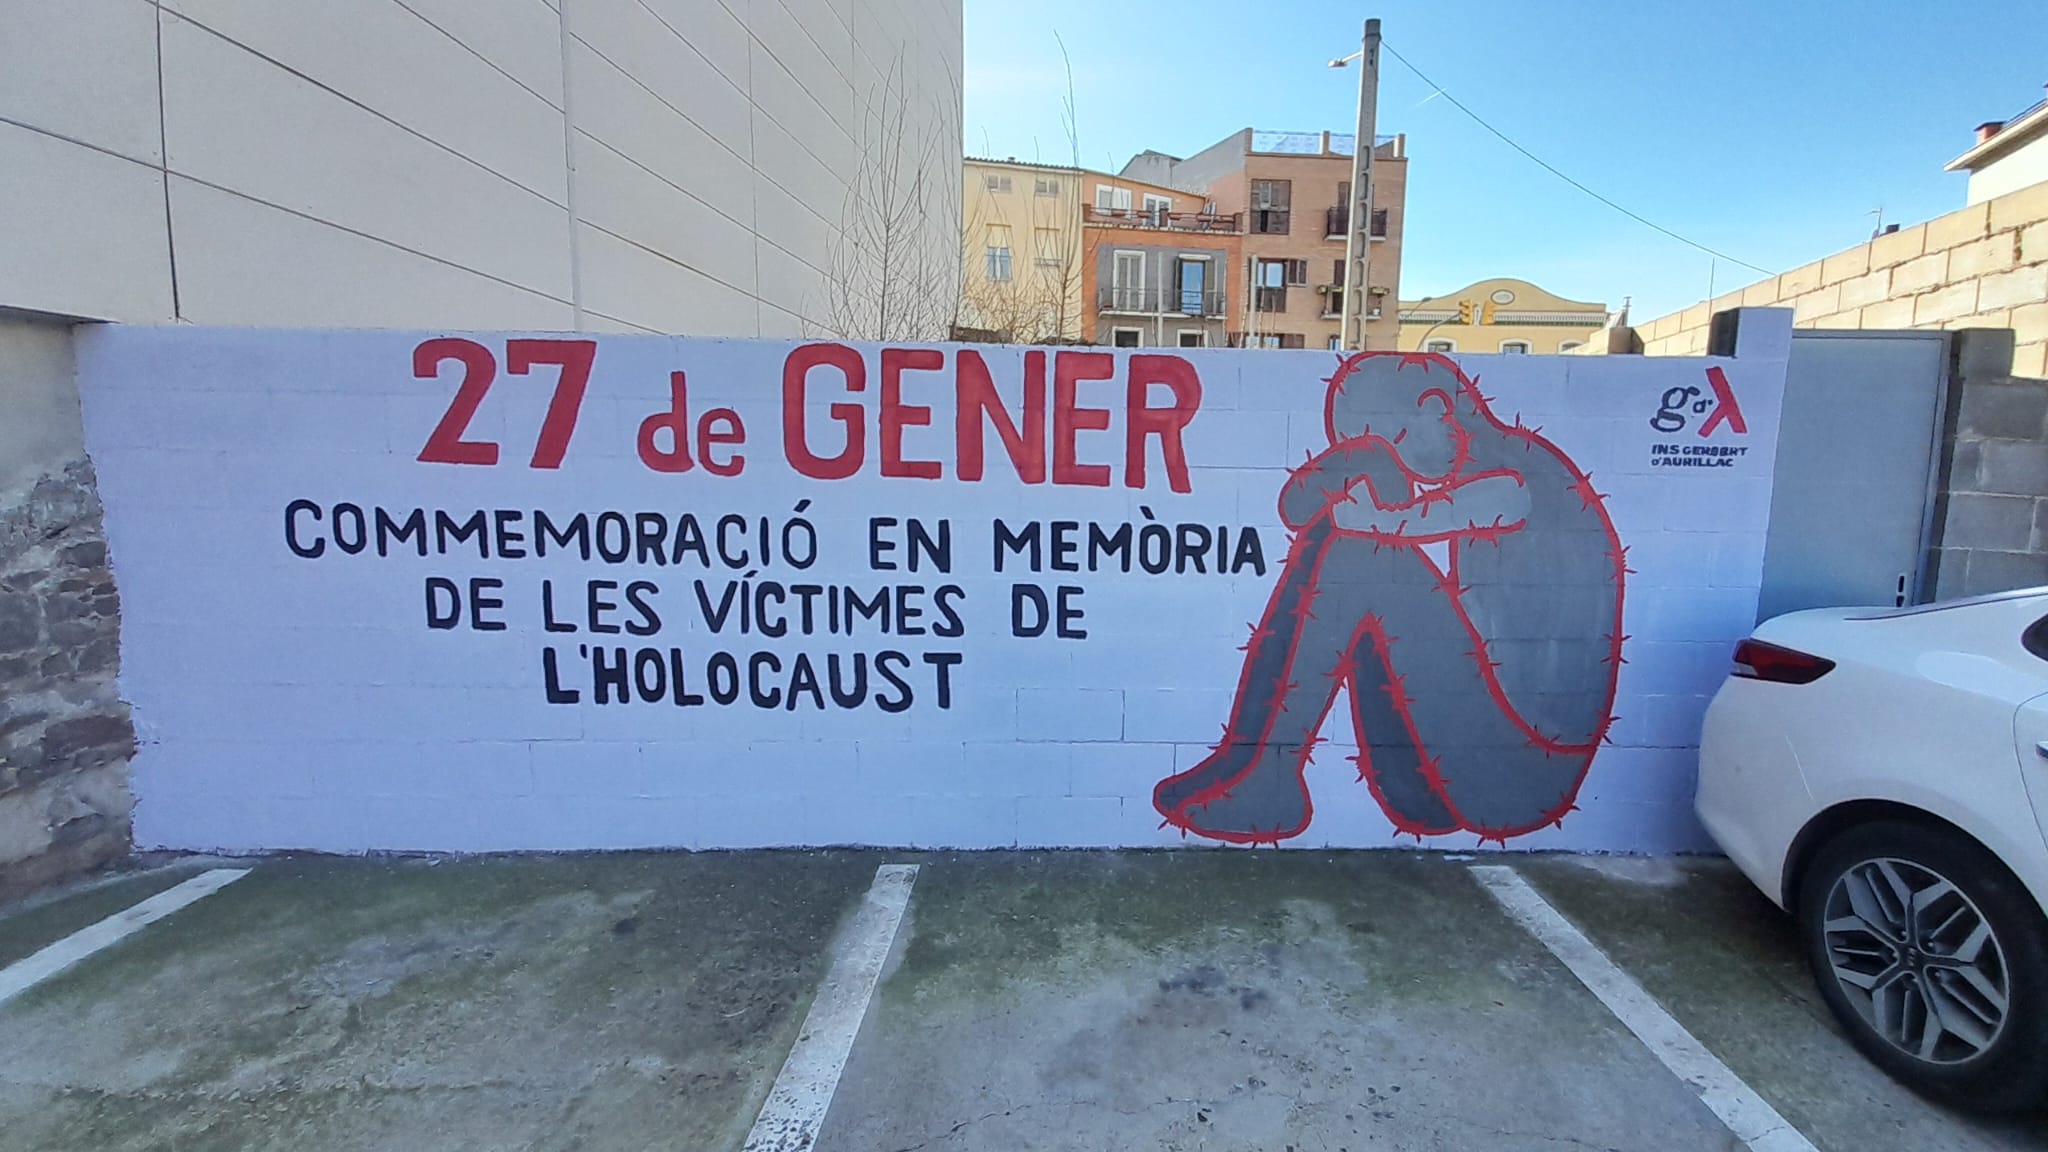 27 de GENER
COMMEMORACIÓ EN MEMÒRIA
DE LES VÍCTIMES DE
L'HOLOCAUST
g d'λ
INS GERBERT
D'AURILLAC